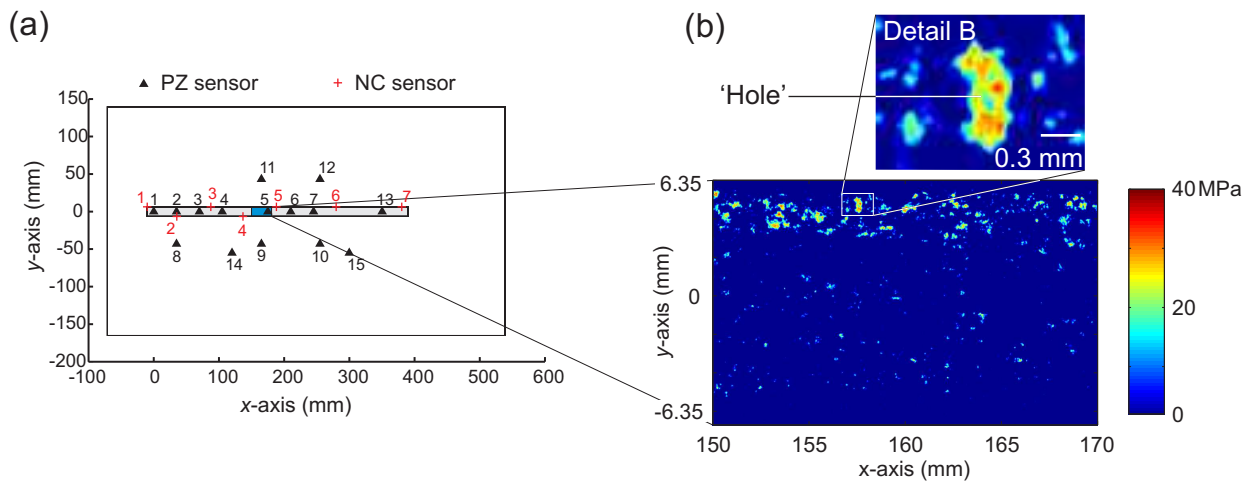 (a)
PZ sensor
NC sensor
150
100
50
0
-50
-100
-150
-200
y-axis (mm)
-100 0 100 200 300 400 500 600
x-axis (mm)
11 12
1 3 5 6 7
1 2 3 4 5 6 7 13
2 4
8 14 9 10 15
(b)
Detail B
'Hole'
0.3 mm
6.35
0
-6.35
y-axis (mm)
150 155 160 165 170
x-axis (mm)
40 MPa
20
0